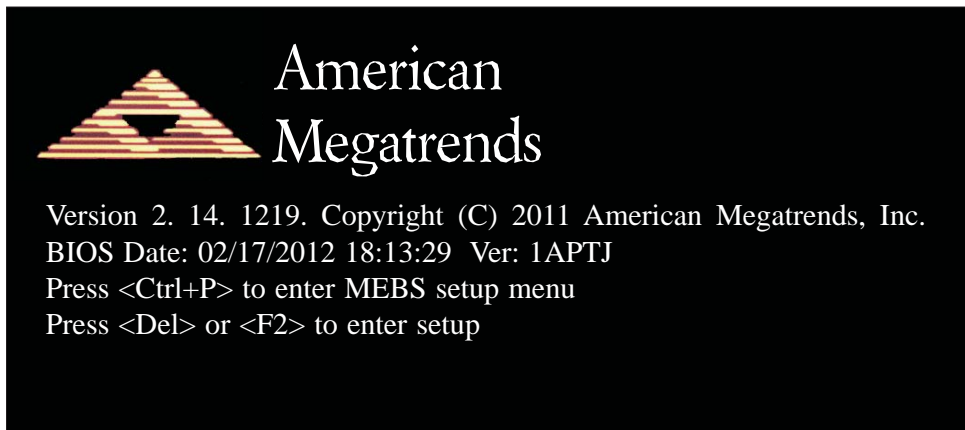 American
Megatrends
Version 2. 14. 1219. Copyright (C) 2011 American Megatrends, Inc.
BIOS Date: 02/17/2012 18:13:29 Ver: 1APTJ
Press <Ctrl+P> to enter MEBS setup menu
Press <Del> or <F2> to enter setup